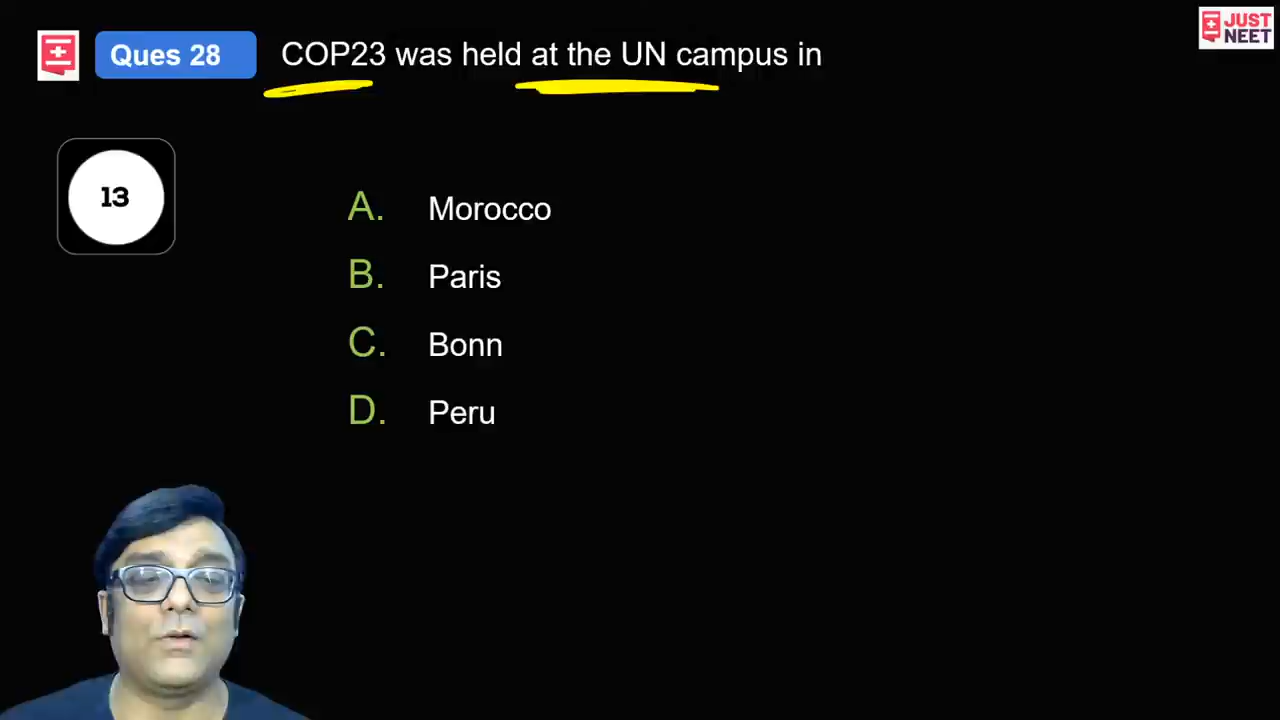 Ques 28 COP23 was held at the UN campus in
JUST
NEET
13
A. Morocco
B. Paris
C. Bonn
D. Peru